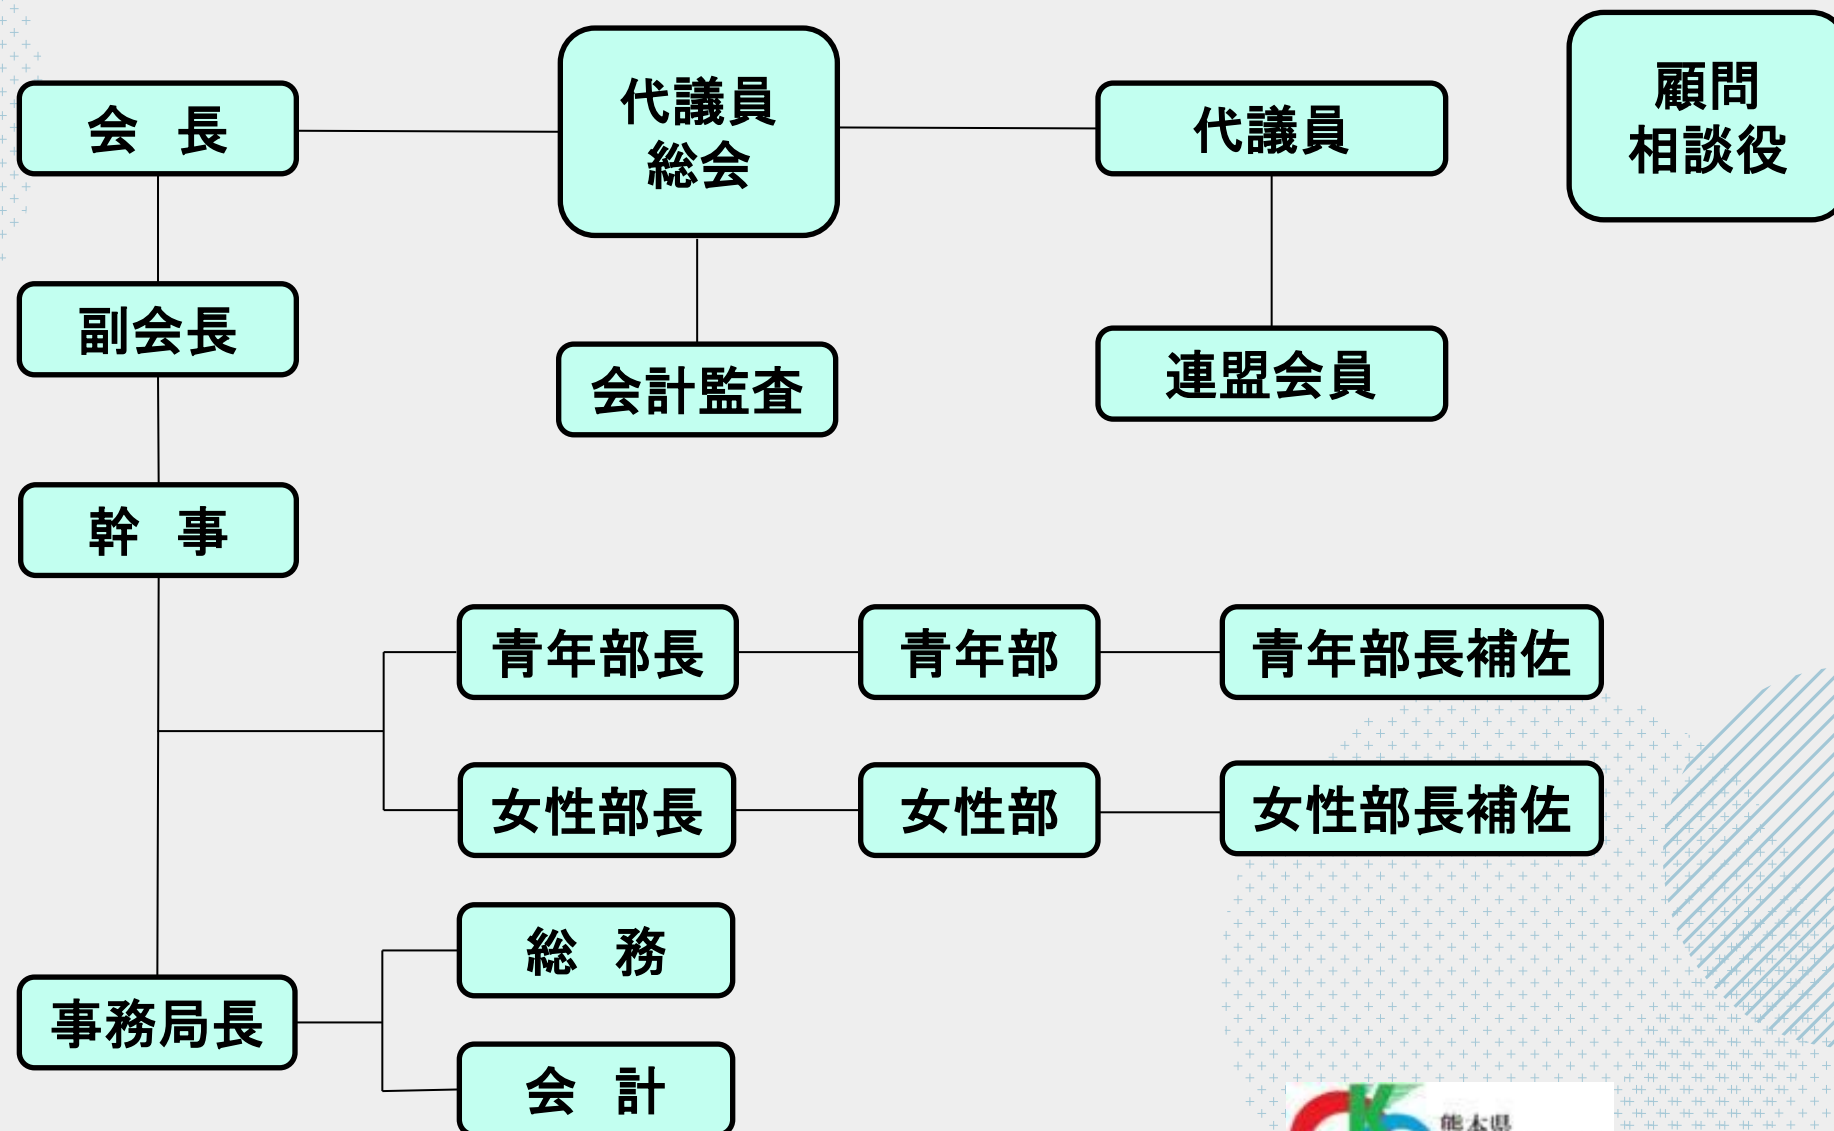 会　長
代議員
総会
代議員
顧問
相談役
副会長
会計監査
連盟会員
幹　事
青年部長
青年部
青年部長補佐
女性部長
女性部
女性部長補佐
総　務
事務局長
会　計
熊本県